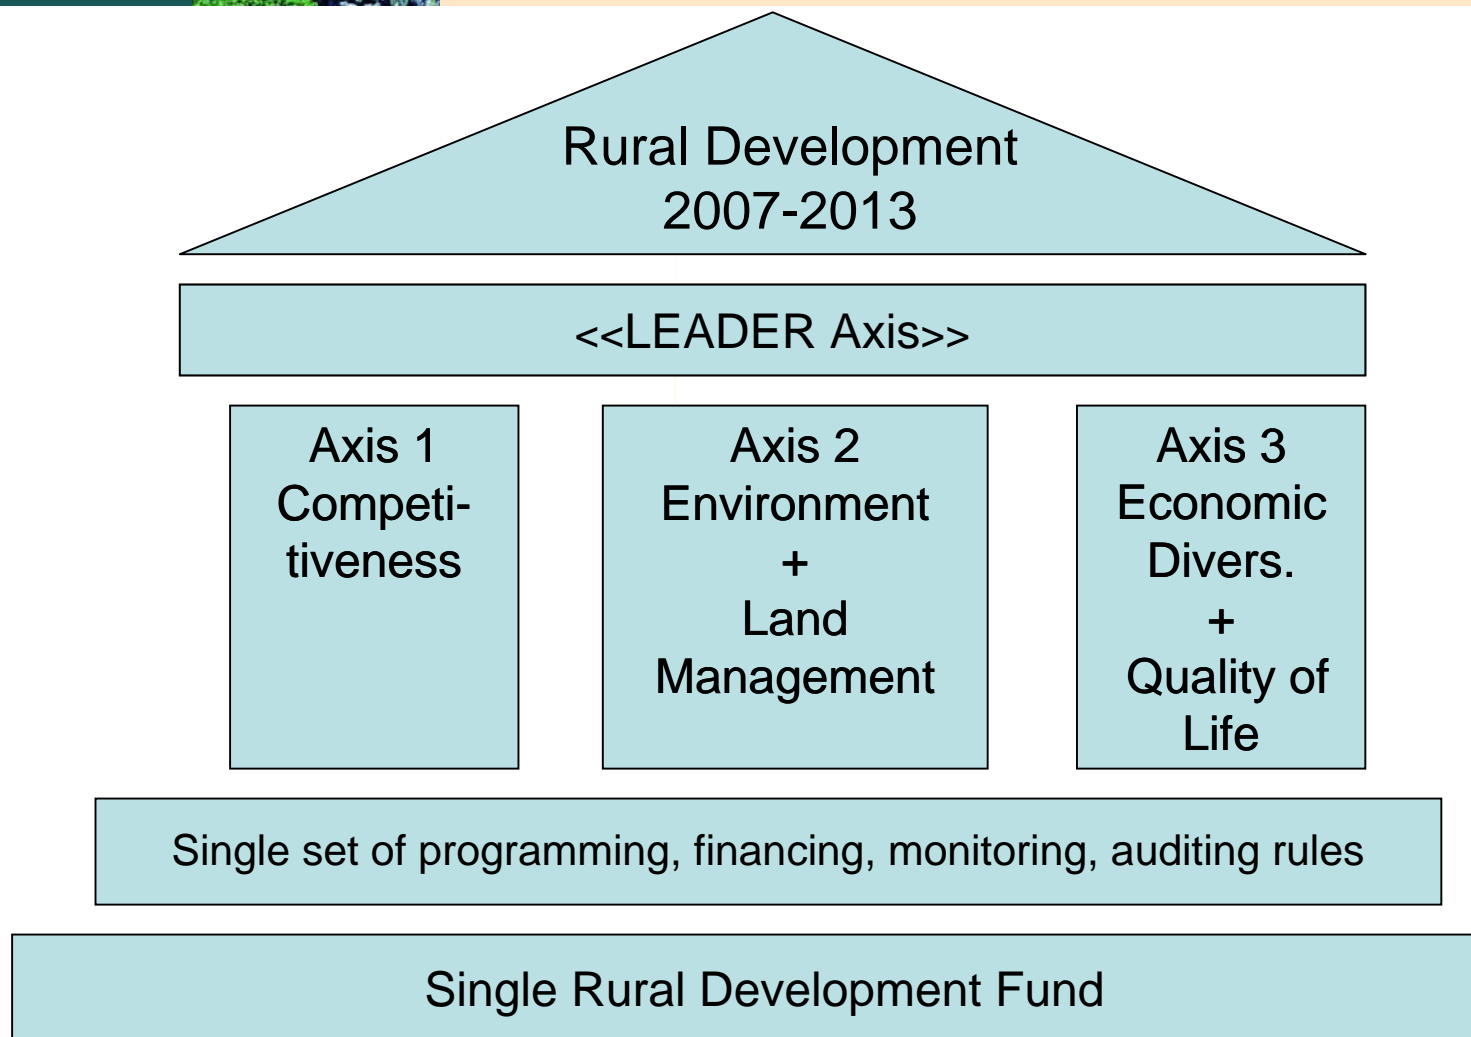 Rural Development
2007-2013
<<LEADER Axis>>
Axis 1
Competi-
tiveness
Axis 2
Environment
+
Land
Management
Axis 3
Economic
Divers.
+
Quality of
Life
Single set of programming, financing, monitoring, auditing rules
Single Rural Development Fund